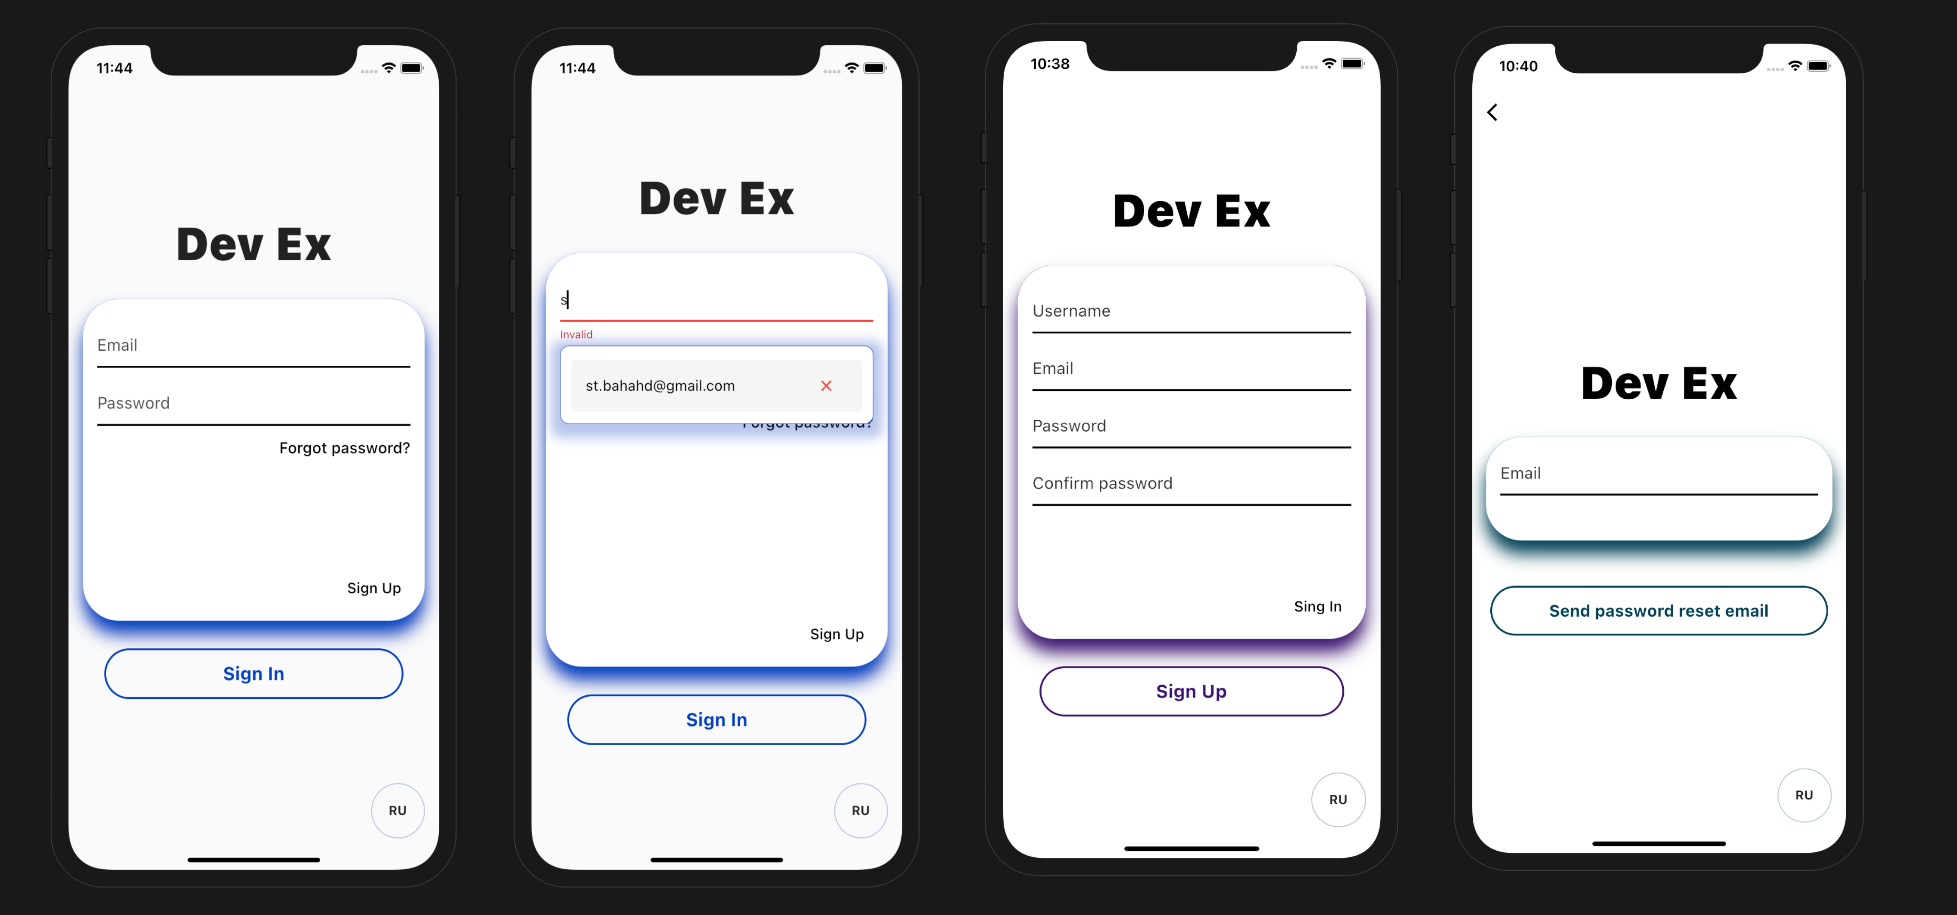 11:44
Dev Ex
Email
Password
Forgot password?
Sign Up
Sign In
RU
11:44
Dev Ex
s
Invalid
st.bahahd@gmail.com
Forgot password?
Sign Up
Sign In
RU
10:38
Dev Ex
Username
Email
Password
Confirm password
Sing In
Sign Up
RU
10:40
Dev Ex
Email
Send password reset email
RU